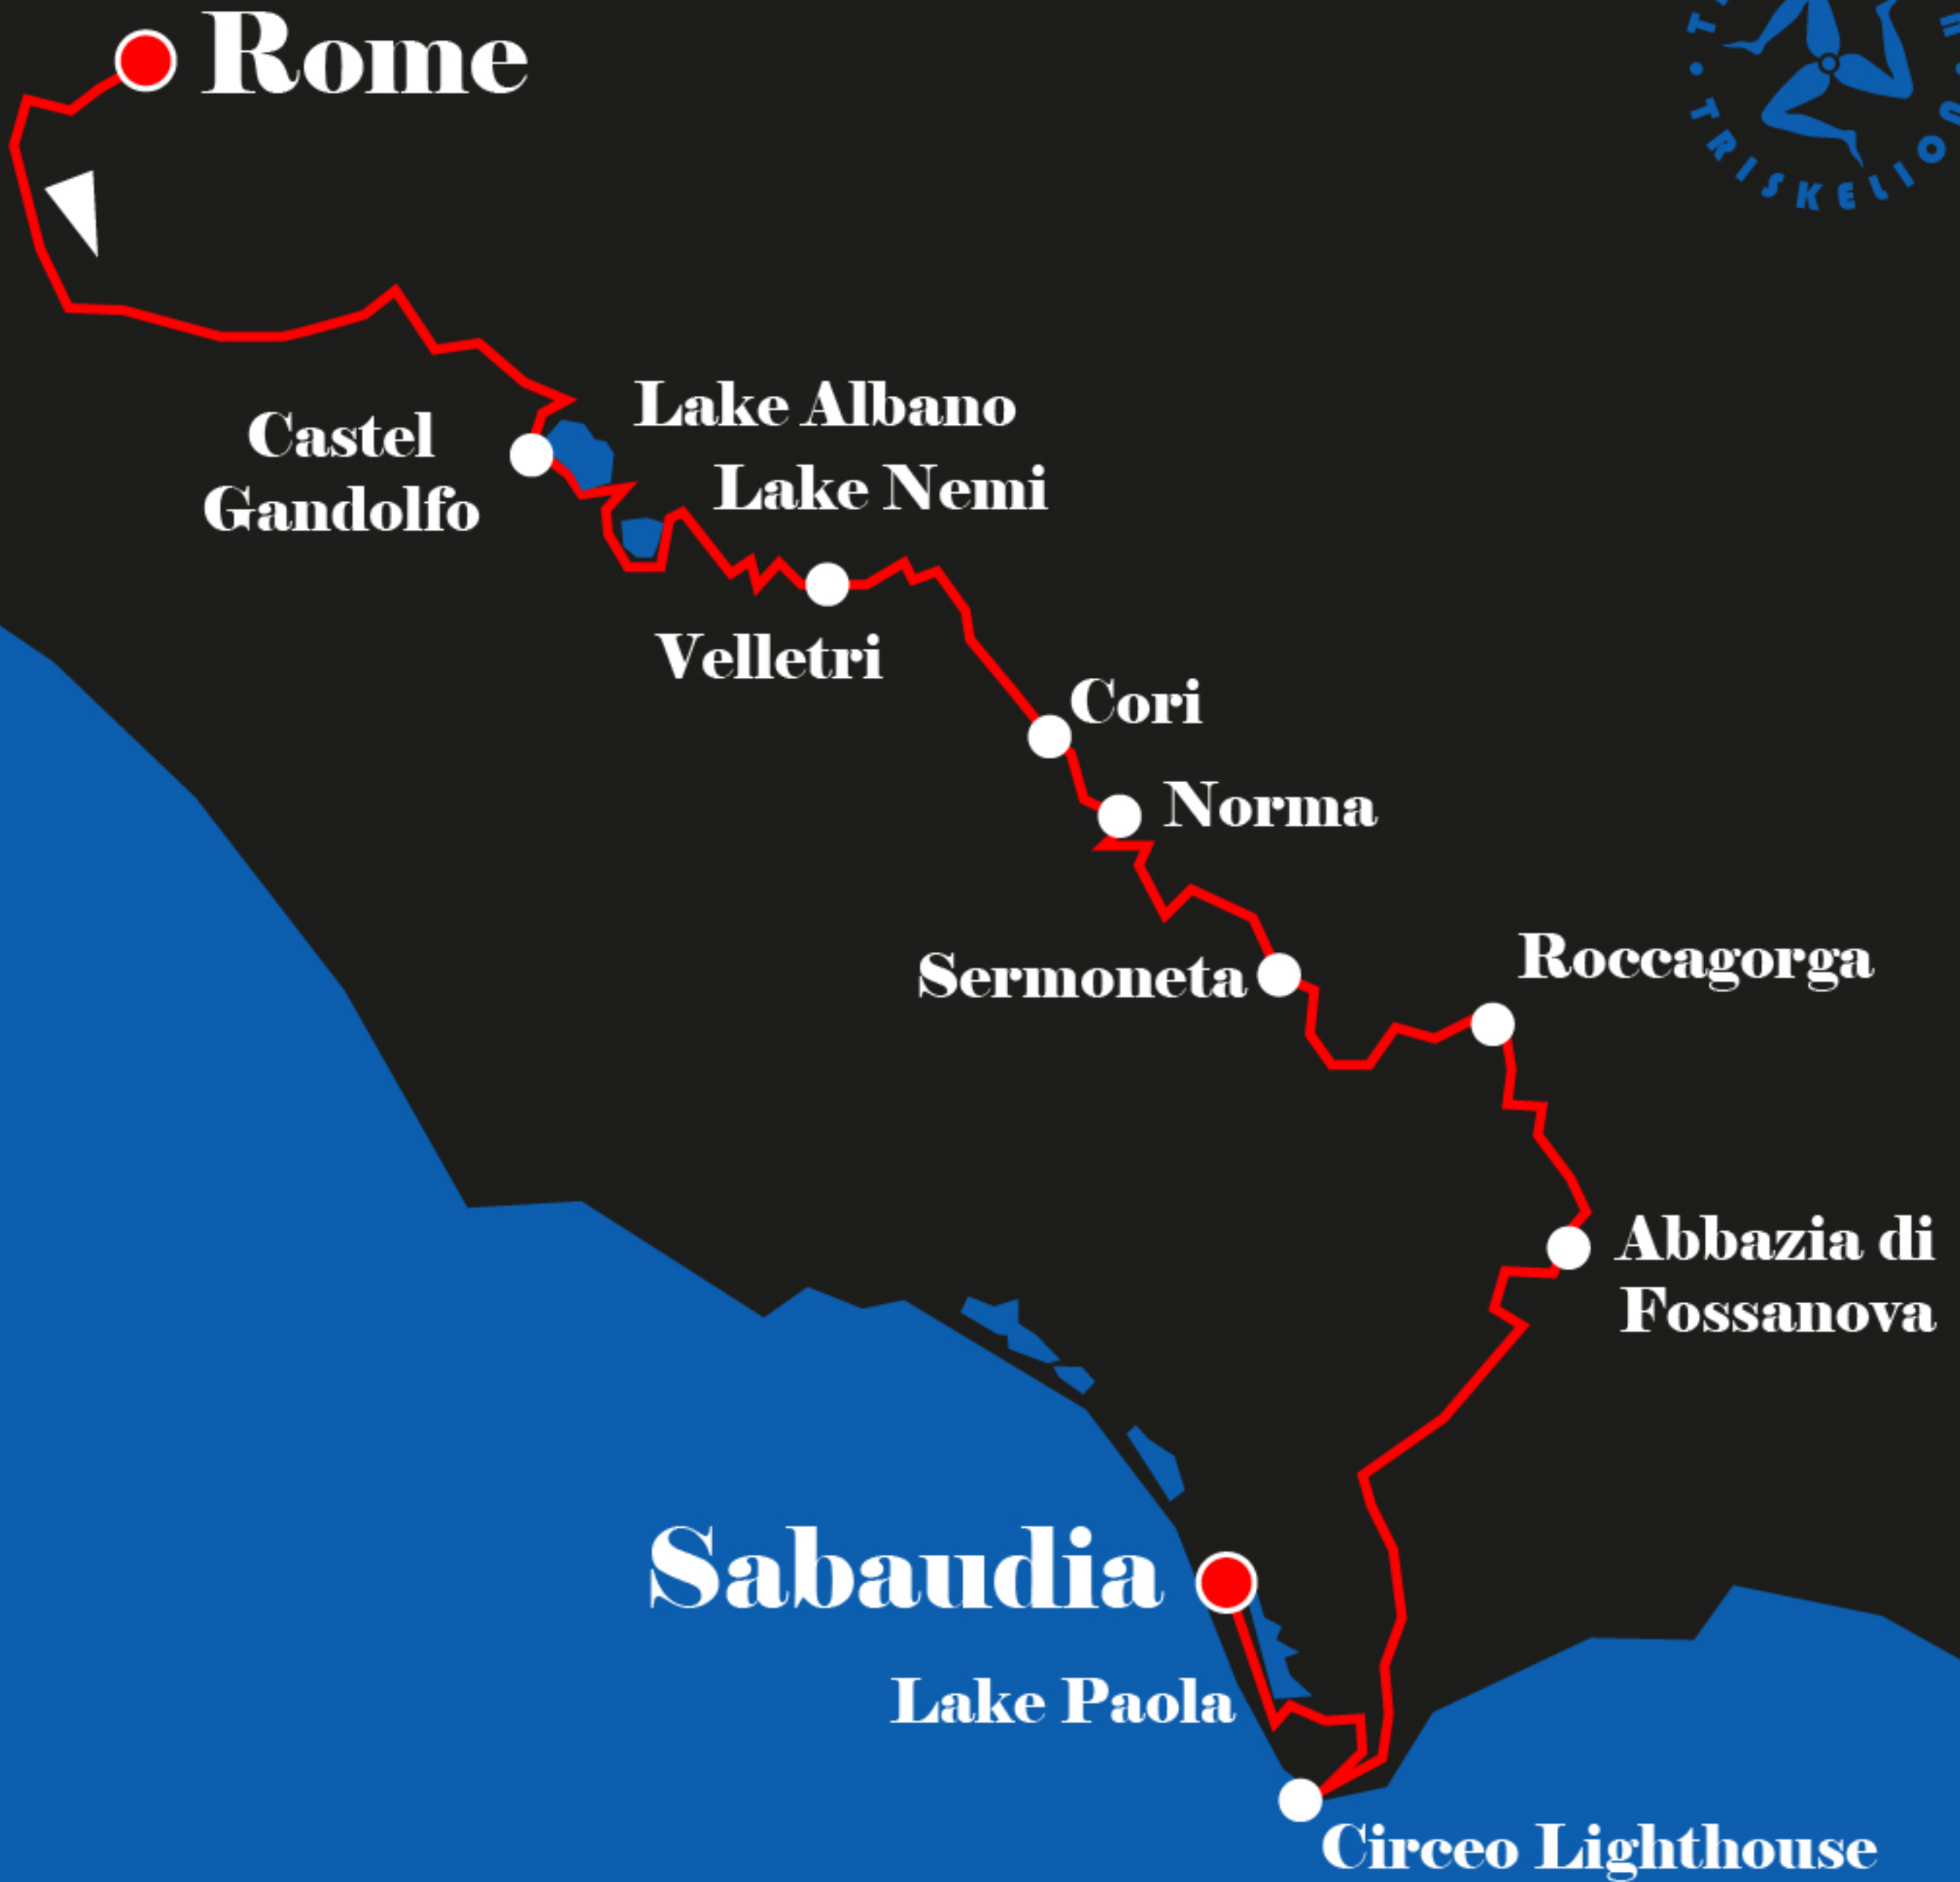 Rome
Lake Albano
Castel
Gandolfo
Lake Nemi
Velletri
Cori
Norma
Sermoneta
Roccagorga
Abbazia di
Fossanova
Sabaudia
Lake Paola
Circeo Lighthouse